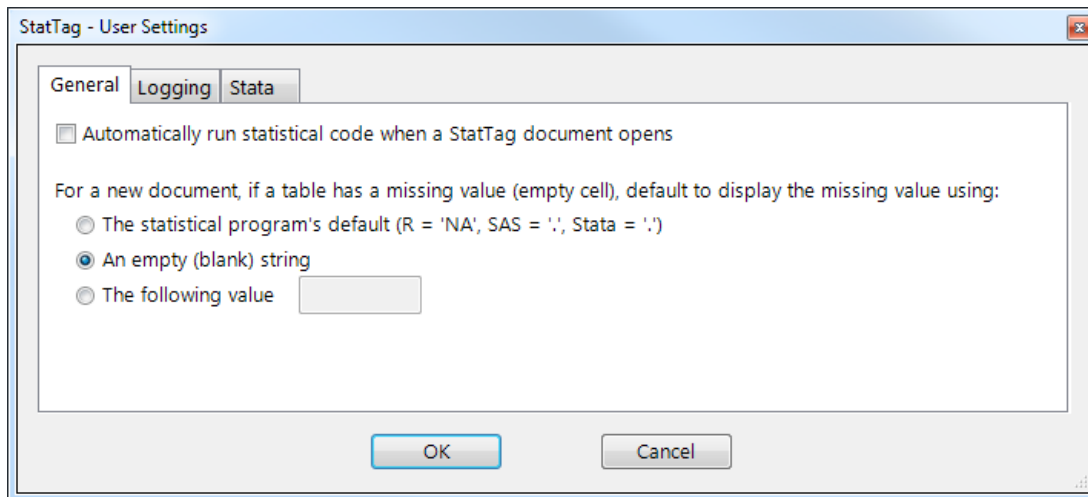 StatTag - User Settings
General Logging Stata
Automatically run statistical code when a StatTag document opens
For a new document, if a table has a missing value (empty cell), default to display the missing value using:
The statistical program's default (R = 'NA', SAS = '.', Stata = '.')
An empty (blank) string
The following value
OK Cancel